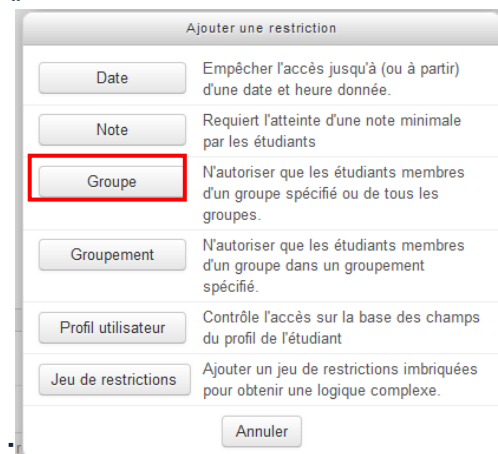 Ajouter une restriction
Date
Empêcher l'accès jusqu'à (ou à partir)
d'une date et heure donnée.
Note
Requiert l'atteinte d'une note minimale
par les étudiants
Groupe
N'autoriser que les étudiants membres
d'un groupe spécifié ou de tous les
groupes.
Groupement
N'autoriser que les étudiants membres
d'un groupe dans un groupement
spécifié.
Profil utilisateur
Contrôle l'accès sur la base des champs
du profil de l'étudiant
Jeu de restrictions
Ajouter un jeu de restrictions imbriquées
pour obtenir une logique complexe.
Annuler